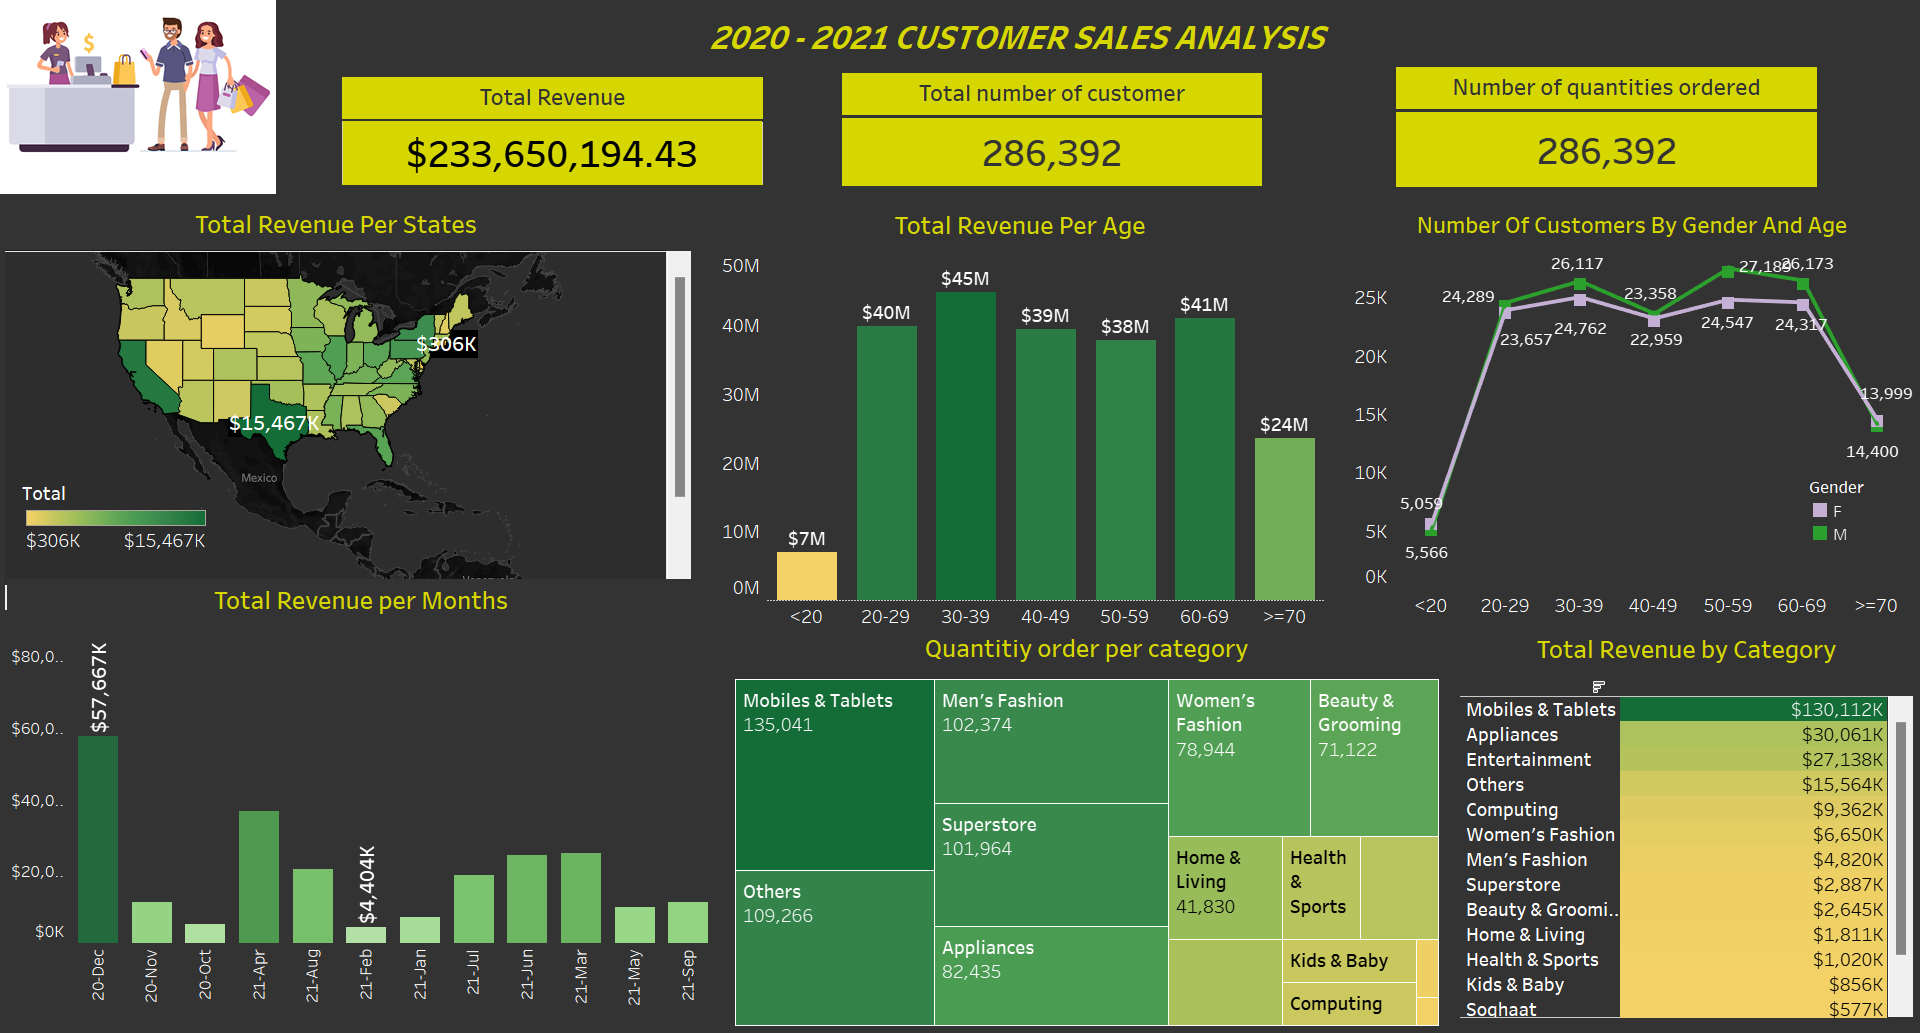 2020 - 2021 CUSTOMER SALES ANALYSIS
$
Total Revenue
$233,650,194.43
Total number of customer
286,392
Number of quantities ordered
286,392
Total Revenue Per States
$306K
$15,467K
Mexico
Total
$306K $15,467K
Total Revenue Per Age
50M
40M
30M
20M
10M
0M
$7M
$40M
$45M
$39M
$38M
$41M
$24M
<20 20-29 30-39 40-49 50-59 60-69 >=70
Number Of Customers By Gender And Age
25K
20K
15K
10K
5K
0K
24,289
26,117
23,358
27,189
26,173
13,999
5,059
23,657
24,762
22,959
24,547
24,317
14,400
5,566
Gender
F
M
<20 20-29 30-39 40-49 50-59 60-69 >=70
Total Revenue per Months
$80,0..
$60,0..
$40,0..
$20,0..
$0K
$57,667K
$4,404K
20-Dec
20-Nov
20-Oct
21-Apr
21-Aug
21-Feb
21-Jan
21-Jul
21-Jun
21-Mar
21-May
21-Sep
Quantitiy order per category
Mobiles & Tablets
135,041
Others
109,266
Men's Fashion
102,374
Superstore
101,964
Appliances
82,435
Women's
Fashion
78,944
Beauty &
Grooming
71,122
Home &
Living
41,830
Health
&
Sports
Kids & Baby
Computing
Total Revenue by Category
Mobiles & Tablets $130,112K
Appliances $30,061K
Entertainment $27,138K
Others $15,564K
Computing $9,362K
Women's Fashion $6,650K
Men's Fashion $4,820K
Superstore $2,887K
Beauty & Groomi.. $2,645K
Home & Living $1,811K
Health & Sports $1,020K
Kids & Baby $856K
Soghaat $577K